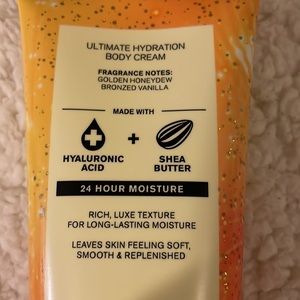 ULTIMATE HYDRATION
BODY CREAM
FRAGRANCE NOTES:
GOLDEN HONEYDEW
BRONZED VANILLA
MADE WITH
HYALURONIC
ACID
+
SHEA
BUTTER
24 HOUR MOISTURE
RICH, LUXE TEXTURE
FOR LONG-LASTING MOISTURE
LEAVES SKIN FEELING SOFT,
SMOOTH & REPLENISHED